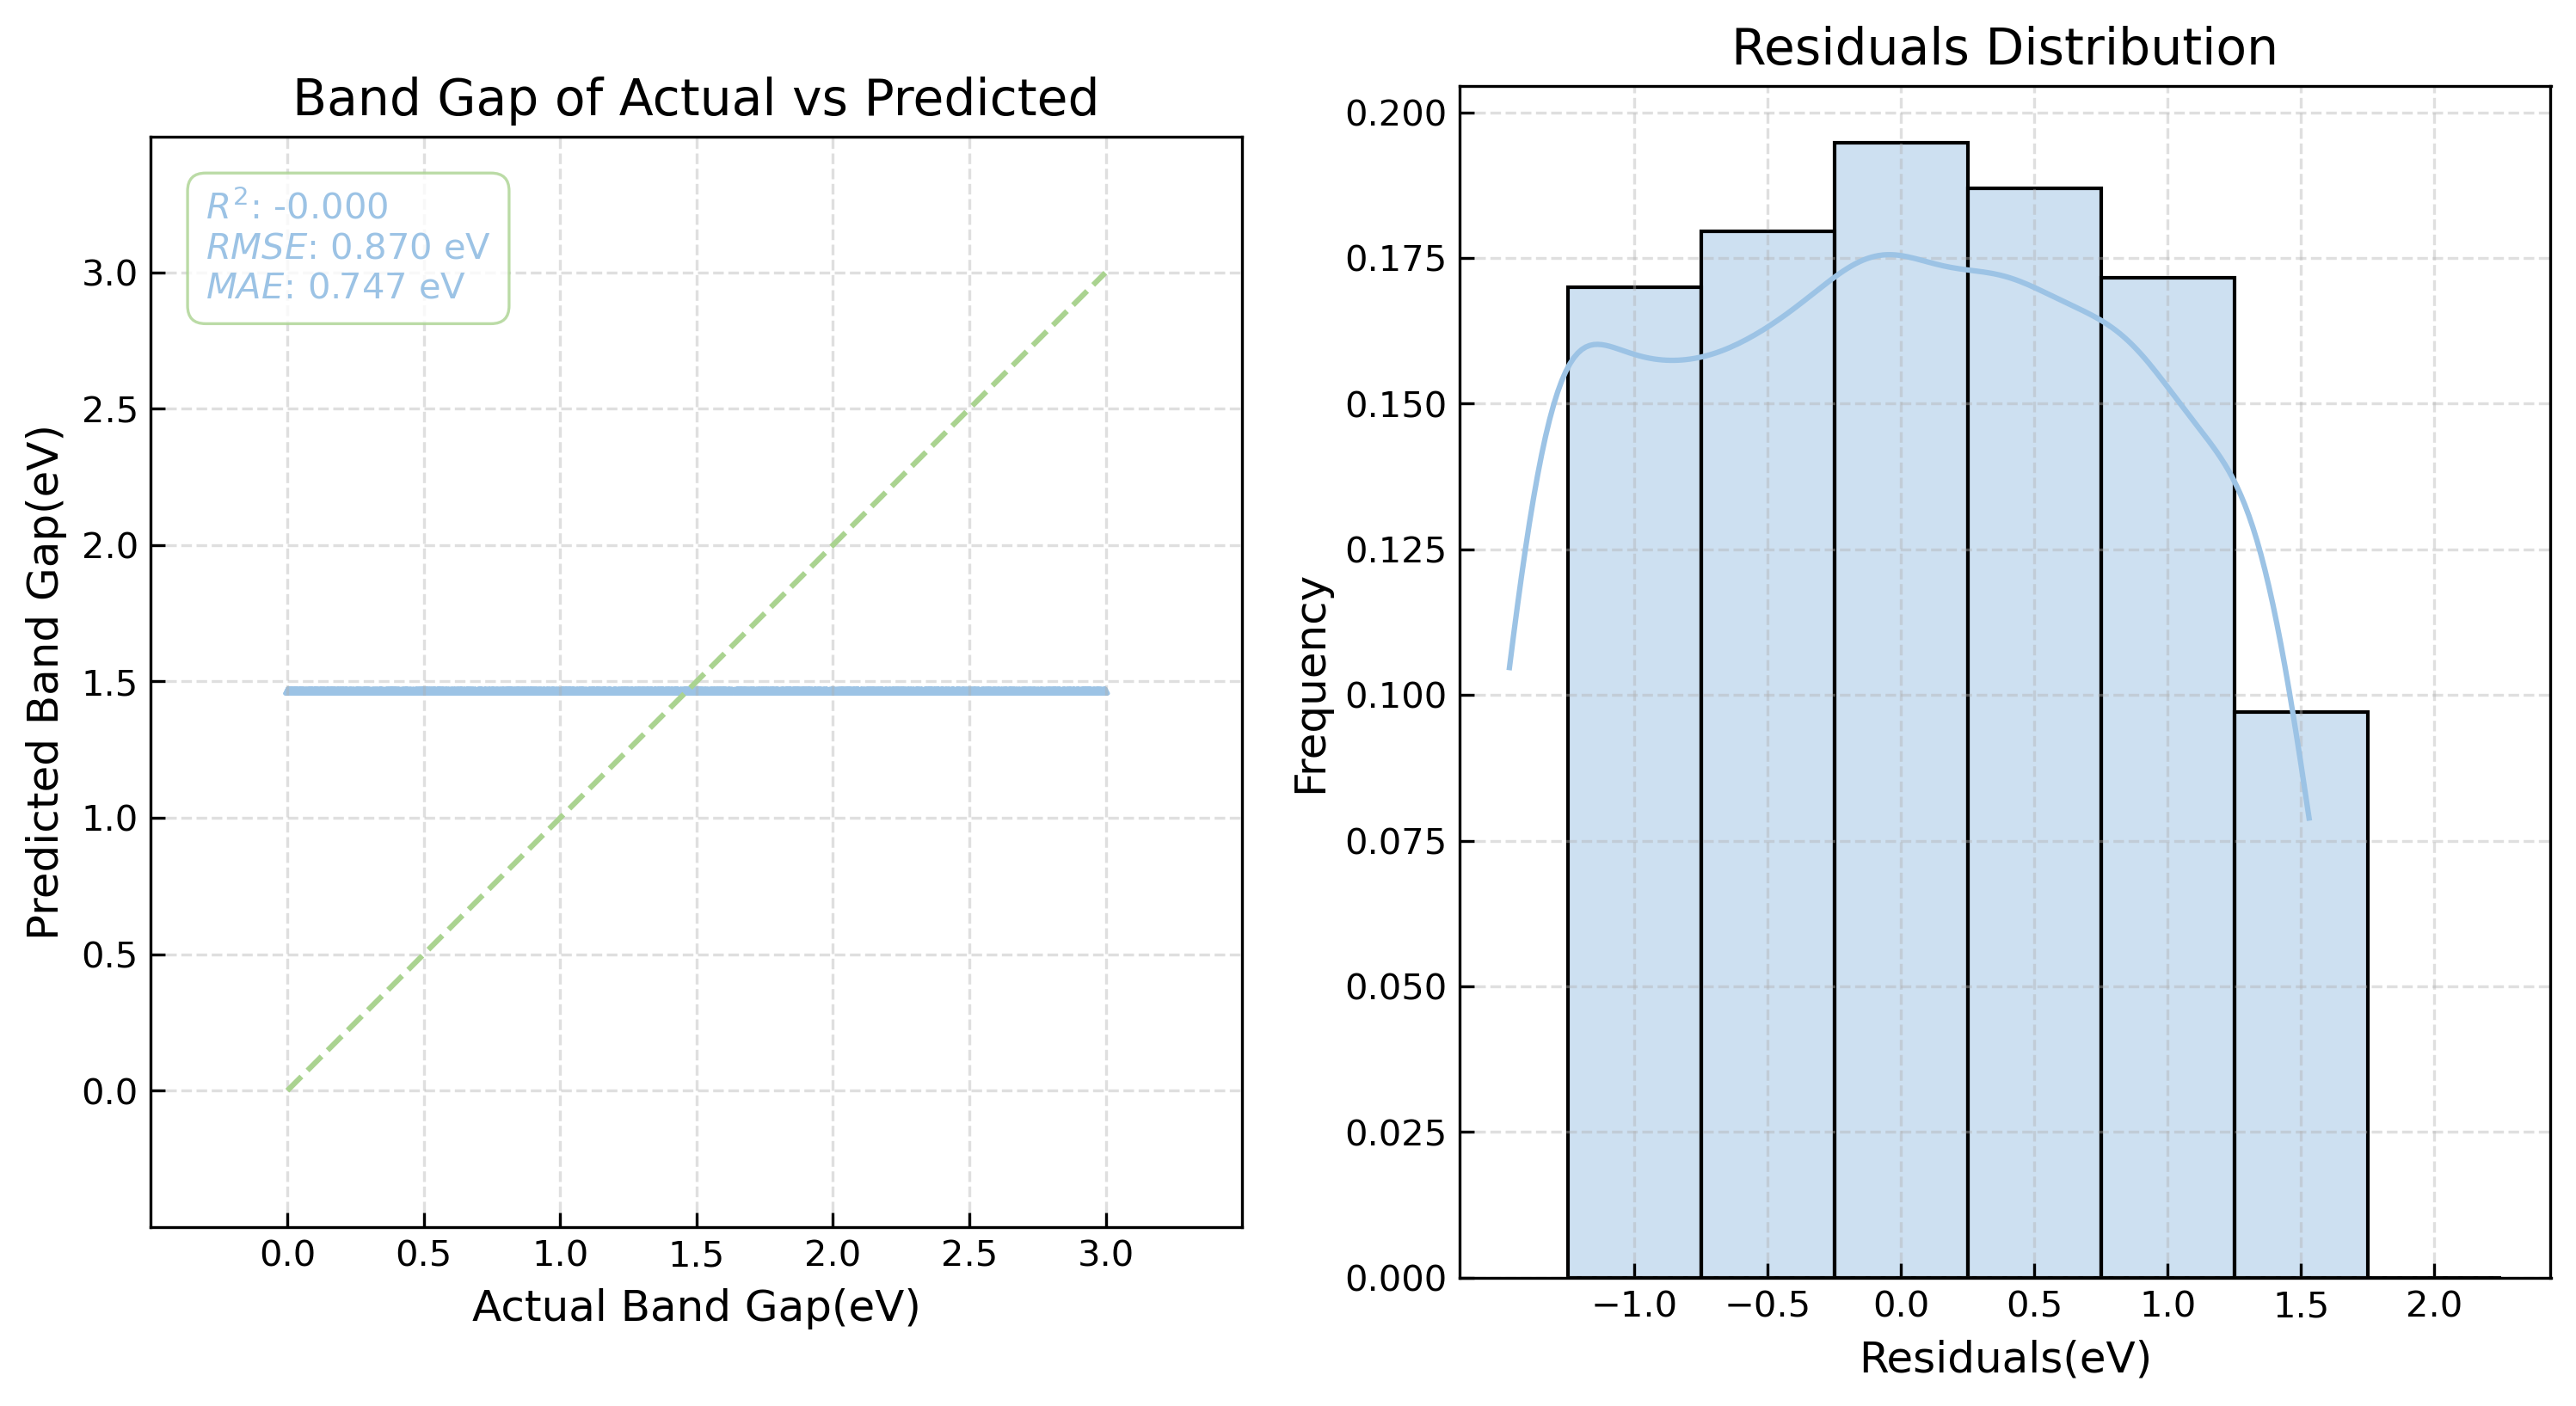 Band Gap of Actual vs Predicted
R²: -0.000
RMSE: 0.870 eV
MAE: 0.747 eV
Predicted Band Gap(eV)
3.0
2.5
2.0
1.5
1.0
0.5
0.0
0.0 0.5 1.0 1.5 2.0 2.5 3.0
Actual Band Gap(eV)
Residuals Distribution
Frequency
0.200
0.175
0.150
0.125
0.100
0.075
0.050
0.025
0.000
−1.0 −0.5 0.0 0.5 1.0 1.5 2.0
Residuals(eV)